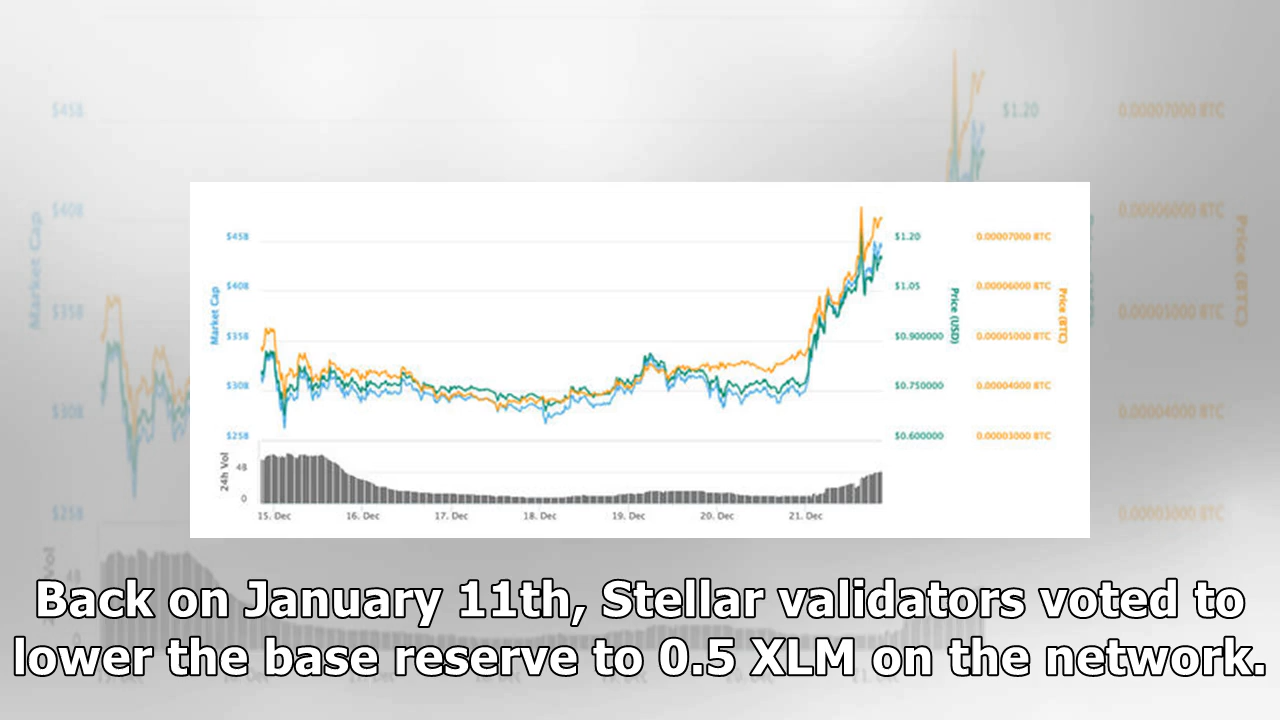 $45B
$1.20
0.00007000 BTC
$40B
$1.05
0.00006000 BTC
Market Cap
Price (USD)
Price (BTC)
$35B
$0.900000
0.00005000 BTC
$30B
$0.750000
0.00004000 BTC
$25B
$0.600000
0.00003000 BTC
24h Vol
4B
0
15. Dec
16. Dec
17. Dec
18. Dec
19. Dec
20. Dec
21. Dec
Back on January 11th, Stellar validators voted to
lower the base reserve to 0.5 XLM on the network.